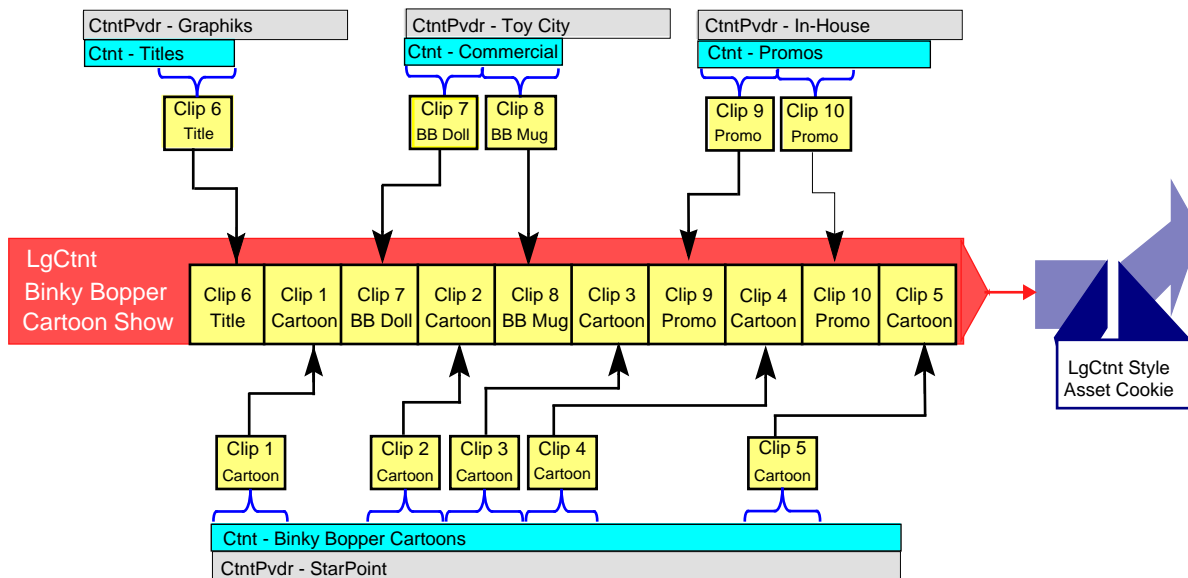 CtntPvdr - Graphiks
Ctnt - Titles
CtntPvdr - Toy City
Ctnt - Commercial
CtntPvdr - In-House
Ctnt - Promos
Clip 6
Title
Clip 7
BB Doll
Clip 8
BB Mug
Clip 9
Promo
Clip 10
Promo
LgCtnt
Binky Bopper
Cartoon Show
Clip 6
Title
Clip 1
Cartoon
Clip 7
BB Doll
Clip 2
Cartoon
Clip 8
BB Mug
Clip 3
Cartoon
Clip 9
Promo
Clip 4
Cartoon
Clip 10
Promo
Clip 5
Cartoon
LgCtnt Style
Asset Cookie
Clip 1
Cartoon
Clip 2
Cartoon
Clip 3
Cartoon
Clip 4
Cartoon
Clip 5
Cartoon
Ctnt - Binky Bopper Cartoons
CtntPvdr - StarPoint